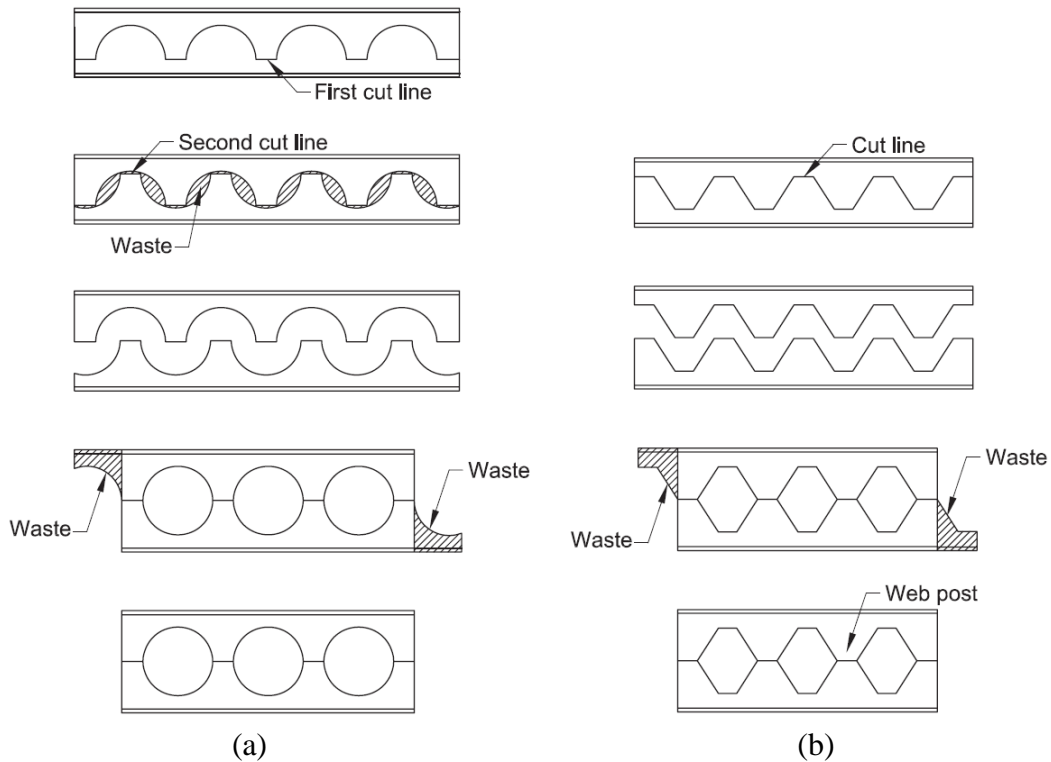 First cut line
Second cut line
Waste
Waste
Waste
(a)
Cut line
Waste
Waste
Web post
(b)